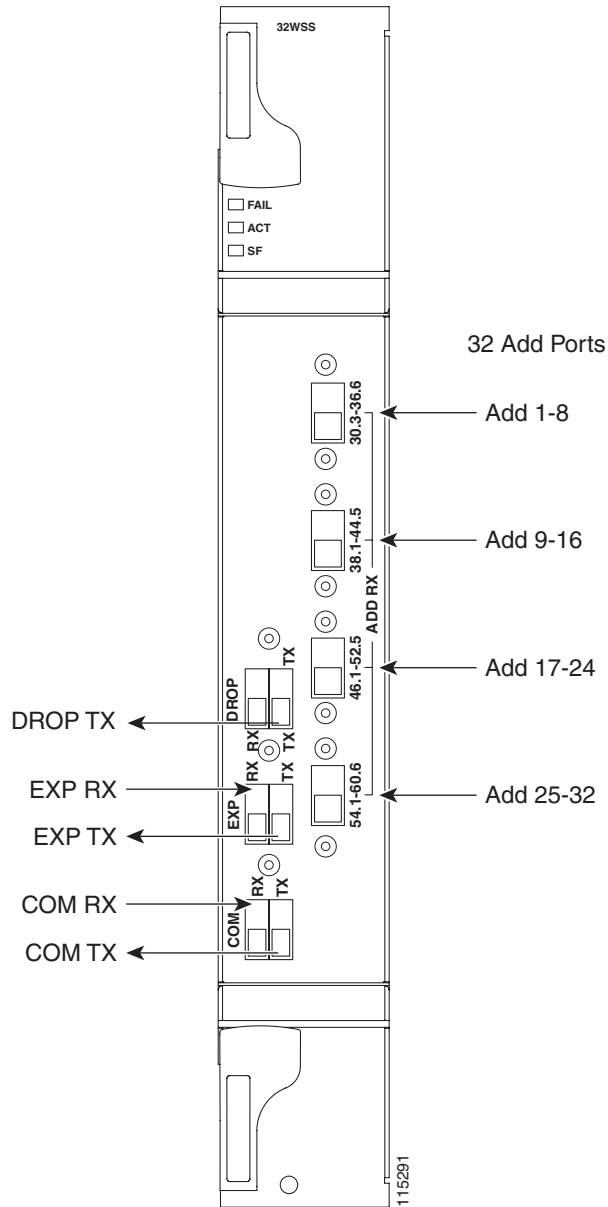 32WSS
FAIL
ACT
SF
32 Add Ports
30.3-36.6
Add 1-8
38.1-44.5
Add 9-16
ADD RX
46.1-52.5
Add 17-24
54.1-60.6
Add 25-32
TX
DROP
RX
TX
DROP TX
RX
EXP
EXP RX
EXP TX
RX
TX
COM
COM RX
COM TX
115291